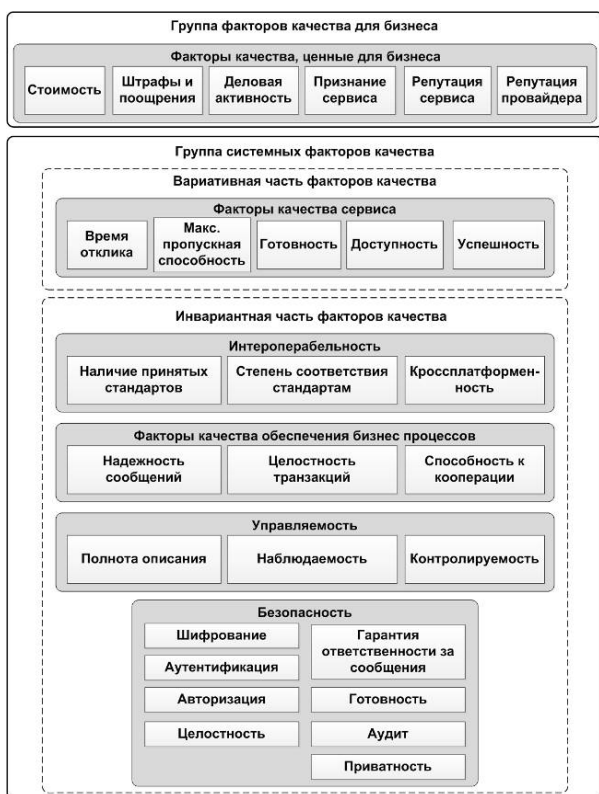 Группа факторов качества для бизнеса
Факторы качества, ценные для бизнеса
Стоимость
Штрафы и
поощрения
Деловая
активность
Признание
сервиса
Репутация
сервиса
Репутация
провайдера
Группа системных факторов качества
Вариативная часть факторов качества
Факторы качества сервиса
Время
отклика
Макс.
пропускная
способность
Готовность
Доступность
Успешность
Инвариантная часть факторов качества
Интероперабельность
Наличие принятых
стандартов
Степень соответствия
стандартам
Кроссплатформен-
ность
Факторы качества обеспечения бизнес процессов
Надежность
сообщений
Целостность
транзакций
Способность к
кооперации
Управляемость
Полнота описания
Наблюдаемость
Контролируемость
Безопасность
Шифрование
Аутентификация
Авторизация
Целостность
Гарантия
ответственности за
сообщения
Готовность
Аудит
Приватность